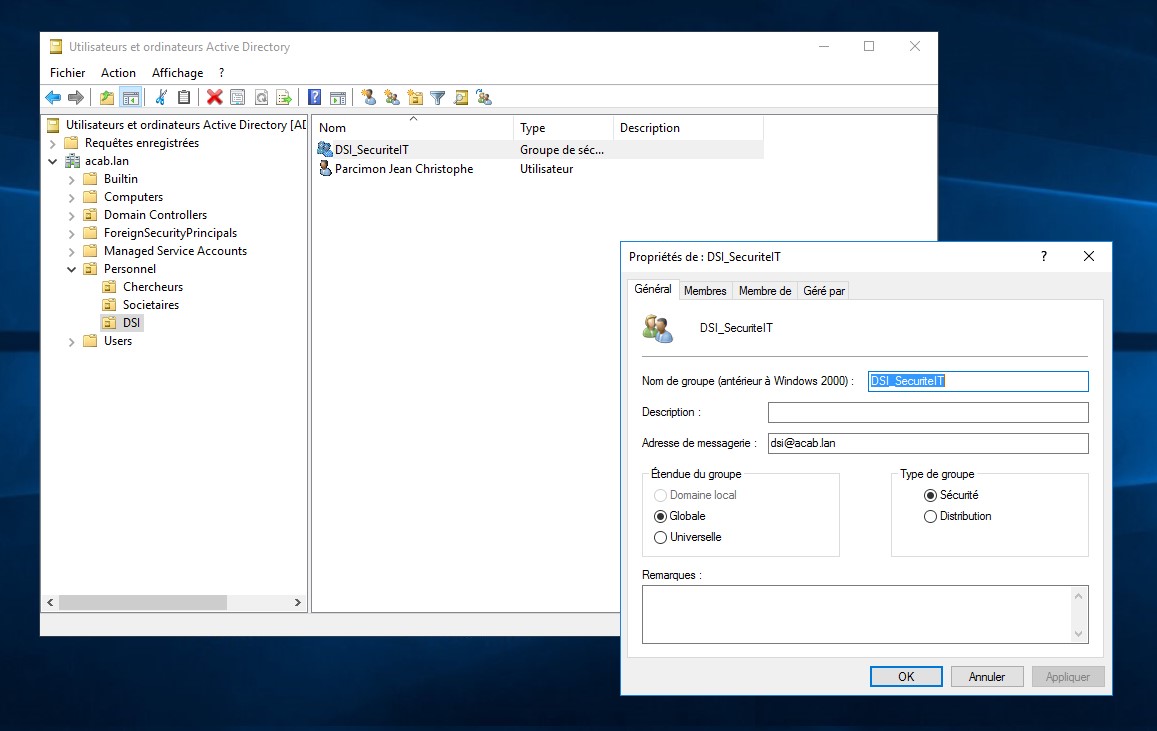 Utilisateurs et ordinateurs Active Directory
Fichier Action Affichage ?
Utilisateurs et ordinateurs Active Directory [AD
Requêtes enregistrées
acab.lan
Builtin
Computers
Domain Controllers
ForeignSecurityPrincipals
Managed Service Accounts
Personnel
Chercheurs
Societaires
DSI
Users
Nom Type Description
DSI_SecuriteIT Groupe de séc...
Parcimon Jean Christophe Utilisateur
Propriétés de : DSI_SecuriteIT ?
Général Membres Membre de Géré par
DSI_SecuriteIT
Nom de groupe (antérieur à Windows 2000) : DSI_SecuriteIT
Description :
Adresse de messagerie : dsi@acab.lan
Étendue du groupe
Domaine local
Globale
Universelle
Type de groupe
Sécurité
Distribution
Remarques :
OK Annuler Appliquer